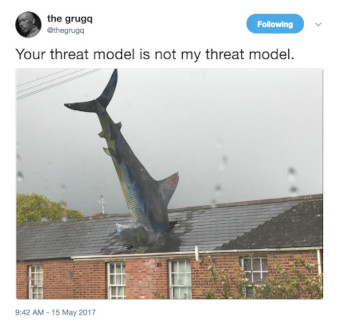 the grugq
@thegrugq
Following
Your threat model is not my threat model.
9:42 AM - 15 May 2017